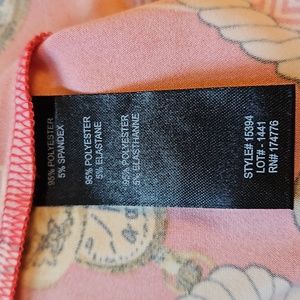 95% POLYESTER
5% SPANDEX
95% POLYESTER
5% ELASTANE
95% POLYESTER
5% ELASTHANNE
STYLE# 15394
LOT# - 1441
RN# 174776